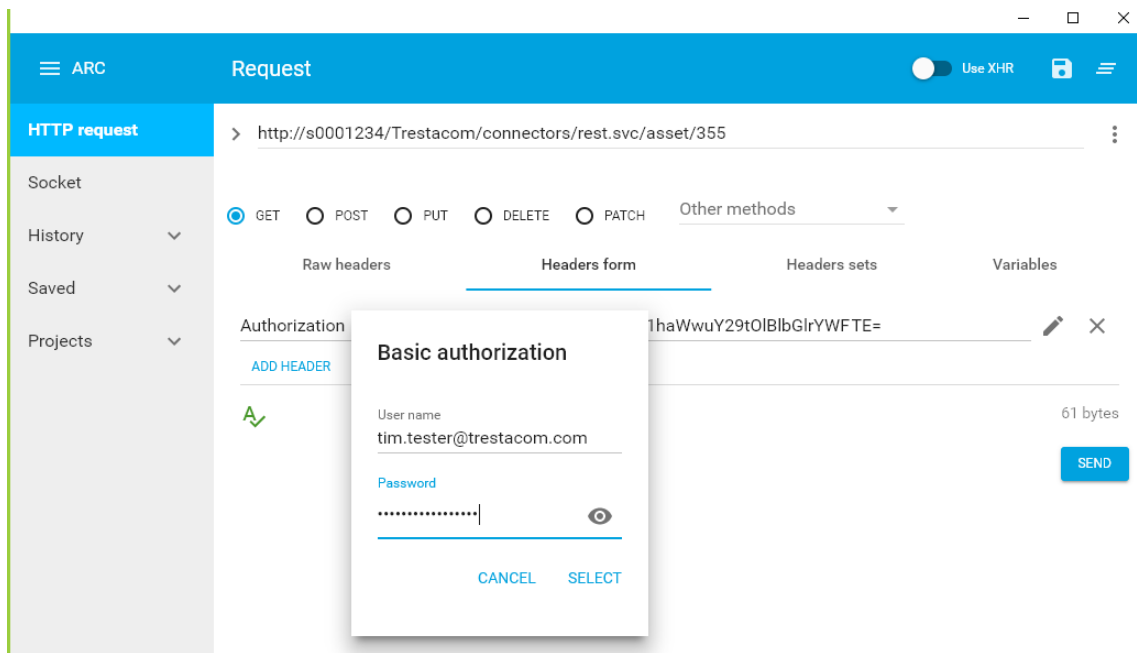 ARC
Request
Use XHR
HTTP request
http://s0001234/Trestacom/connectors/rest.svc/asset/355
Socket
GET POST PUT DELETE PATCH Other methods
History
Raw headers Headers form Headers sets Variables
Saved
Authorization 1haWwuY29tOlBlbGlrYWFTE=
Projects
Basic authorization
ADD HEADER
User name
61 bytes
tim.tester@trestacom.com
SEND
Password
•••••••••••••••••
CANCEL SELECT